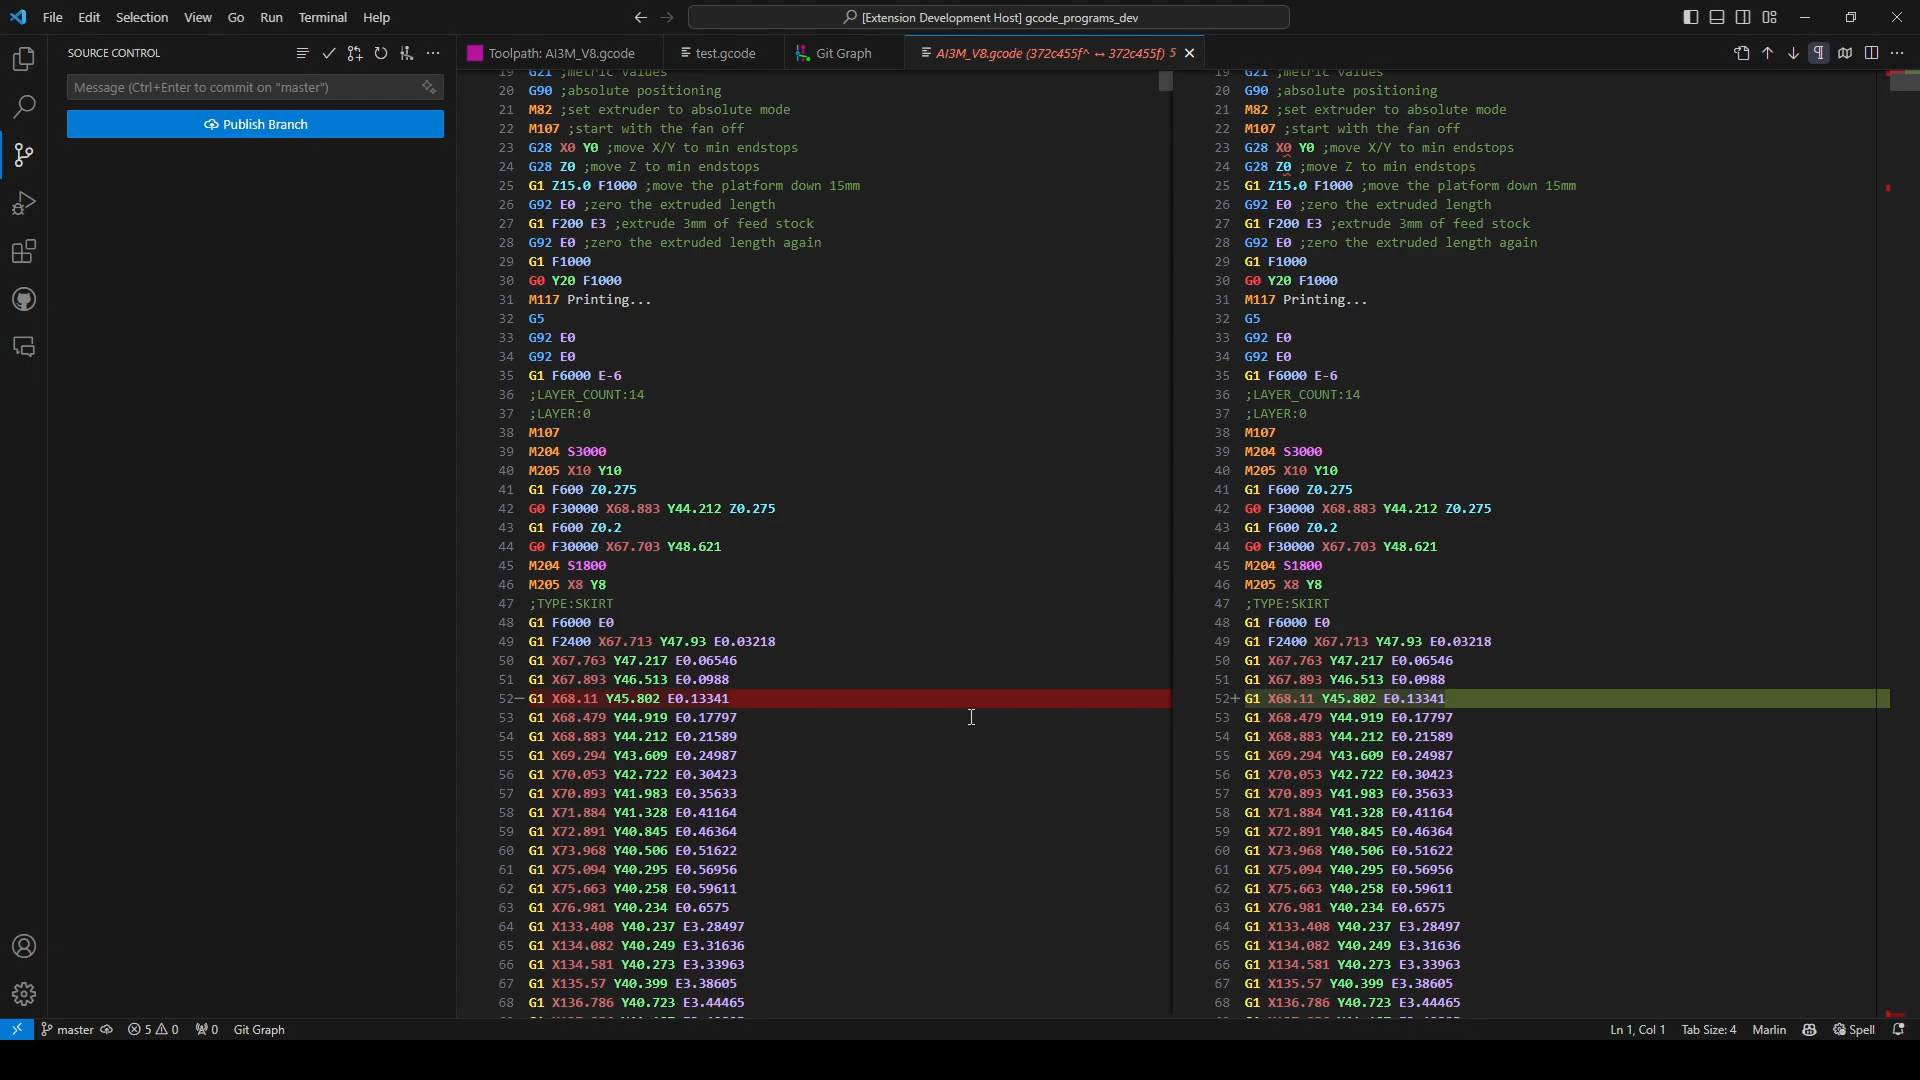 File Edit Selection View Go Run Terminal Help
[Extension Development Host] gcode_programs_dev
SOURCE CONTROL
Message (Ctrl+Enter to commit on "master")
Publish Branch
Toolpath: AI3M_V8.gcode
test.gcode
Git Graph
AI3M_V8.gcode (372c455f^ ↔ 372c455f) 5
19 G21 ;metric values
20 G90 ;absolute positioning
21 M82 ;set extruder to absolute mode
22 M107 ;start with the fan off
23 G28 X0 Y0 ;move X/Y to min endstops
24 G28 Z0 ;move Z to min endstops
25 G1 Z15.0 F1000 ;move the platform down 15mm
26 G92 E0 ;zero the extruded length
27 G1 F200 E3 ;extrude 3mm of feed stock
28 G92 E0 ;zero the extruded length again
29 G1 F1000
30 G0 Y20 F1000
31 M117 Printing...
32 G5
33 G92 E0
34 G92 E0
35 G1 F6000 E-6
36 ;LAYER_COUNT:14
37 ;LAYER:0
38 M107
39 M204 S3000
40 M205 X10 Y10
41 G1 F600 Z0.275
42 G0 F30000 X68.883 Y44.212 Z0.275
43 G1 F600 Z0.2
44 G0 F30000 X67.703 Y48.621
45 M204 S1800
46 M205 X8 Y8
47 ;TYPE:SKIRT
48 G1 F6000 E0
49 G1 F2400 X67.713 Y47.93 E0.03218
50 G1 X67.763 Y47.217 E0.06546
51 G1 X67.893 Y46.513 E0.0988
52− G1 X68.11 Y45.802 E0.13341
53 G1 X68.479 Y44.919 E0.17797
54 G1 X68.883 Y44.212 E0.21589
55 G1 X69.294 Y43.609 E0.24987
56 G1 X70.053 Y42.722 E0.30423
57 G1 X70.893 Y41.983 E0.35633
58 G1 X71.884 Y41.328 E0.41164
59 G1 X72.891 Y40.845 E0.46364
60 G1 X73.968 Y40.506 E0.51622
61 G1 X75.094 Y40.295 E0.56956
62 G1 X75.663 Y40.258 E0.59611
63 G1 X76.981 Y40.234 E0.6575
64 G1 X133.408 Y40.237 E3.28497
65 G1 X134.082 Y40.249 E3.31636
66 G1 X134.581 Y40.273 E3.33963
67 G1 X135.57 Y40.399 E3.38605
68 G1 X136.786 Y40.723 E3.44465
19 G21 ;metric values
20 G90 ;absolute positioning
21 M82 ;set extruder to absolute mode
22 M107 ;start with the fan off
23 G28 X0 Y0 ;move X/Y to min endstops
24 G28 Z0 ;move Z to min endstops
25 G1 Z15.0 F1000 ;move the platform down 15mm
26 G92 E0 ;zero the extruded length
27 G1 F200 E3 ;extrude 3mm of feed stock
28 G92 E0 ;zero the extruded length again
29 G1 F1000
30 G0 Y20 F1000
31 M117 Printing...
32 G5
33 G92 E0
34 G92 E0
35 G1 F6000 E-6
36 ;LAYER_COUNT:14
37 ;LAYER:0
38 M107
39 M204 S3000
40 M205 X10 Y10
41 G1 F600 Z0.275
42 G0 F30000 X68.883 Y44.212 Z0.275
43 G1 F600 Z0.2
44 G0 F30000 X67.703 Y48.621
45 M204 S1800
46 M205 X8 Y8
47 ;TYPE:SKIRT
48 G1 F6000 E0
49 G1 F2400 X67.713 Y47.93 E0.03218
50 G1 X67.763 Y47.217 E0.06546
51 G1 X67.893 Y46.513 E0.0988
52+ G1 X68.11 Y45.802 E0.13341
53 G1 X68.479 Y44.919 E0.17797
54 G1 X68.883 Y44.212 E0.21589
55 G1 X69.294 Y43.609 E0.24987
56 G1 X70.053 Y42.722 E0.30423
57 G1 X70.893 Y41.983 E0.35633
58 G1 X71.884 Y41.328 E0.41164
59 G1 X72.891 Y40.845 E0.46364
60 G1 X73.968 Y40.506 E0.51622
61 G1 X75.094 Y40.295 E0.56956
62 G1 X75.663 Y40.258 E0.59611
63 G1 X76.981 Y40.234 E0.6575
64 G1 X133.408 Y40.237 E3.28497
65 G1 X134.082 Y40.249 E3.31636
66 G1 X134.581 Y40.273 E3.33963
67 G1 X135.57 Y40.399 E3.38605
68 G1 X136.786 Y40.723 E3.44465
master 5 0 0 Git Graph
Ln 1, Col 1 Tab Size: 4 Marlin Spell